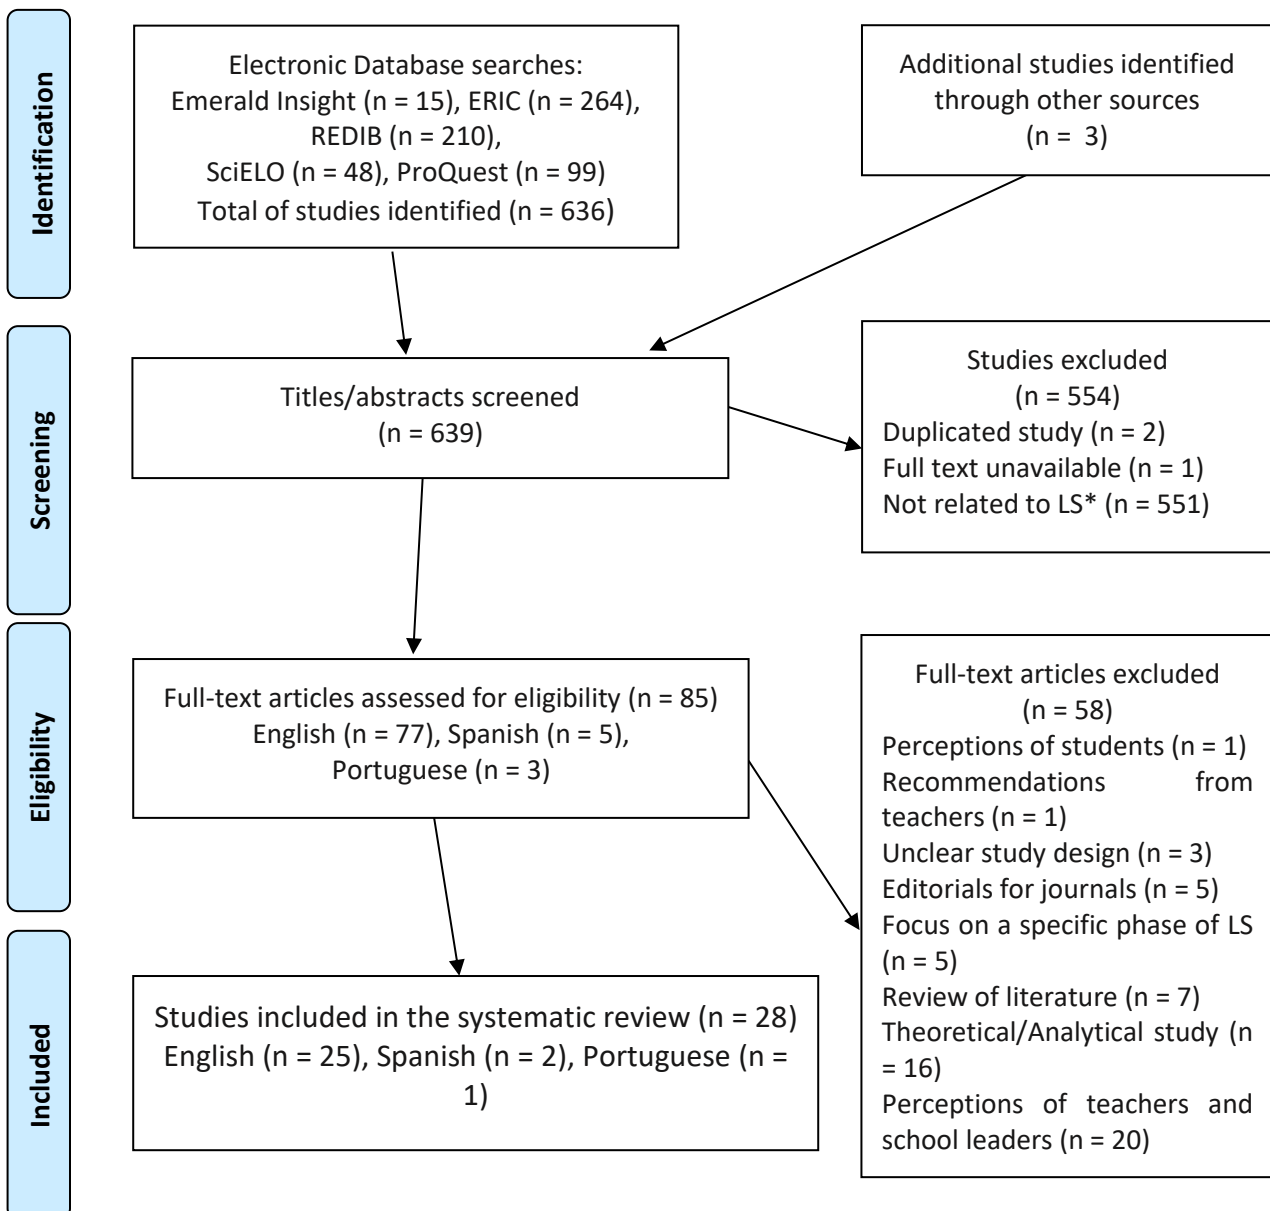 Identification
Electronic Database searches:
Emerald Insight (n = 15), ERIC (n = 264),
REDIB (n = 210),
SciELO (n = 48), ProQuest (n = 99)
Total of studies identified (n = 636)
Additional studies identified
through other sources
(n =  3)
Screening
Titles/abstracts screened
(n = 639)
Studies excluded
(n = 554)
Duplicated study (n = 2)
Full text unavailable (n = 1)
Not related to LS* (n = 551)
Eligibility
Full-text articles assessed for eligibility (n = 85)
English (n = 77), Spanish (n = 5),
Portuguese (n = 3)
Full-text articles excluded
(n = 58)
Perceptions of students (n = 1)
Recommendations from
teachers (n = 1)
Unclear study design (n = 3)
Editorials for journals (n = 5)
Focus on a specific phase of LS
(n = 5)
Review of literature (n = 7)
Theoretical/Analytical study (n
= 16)
Perceptions of teachers and
school leaders (n = 20)
Included
Studies included in the systematic review (n = 28)
English (n = 25), Spanish (n = 2), Portuguese (n =
1)